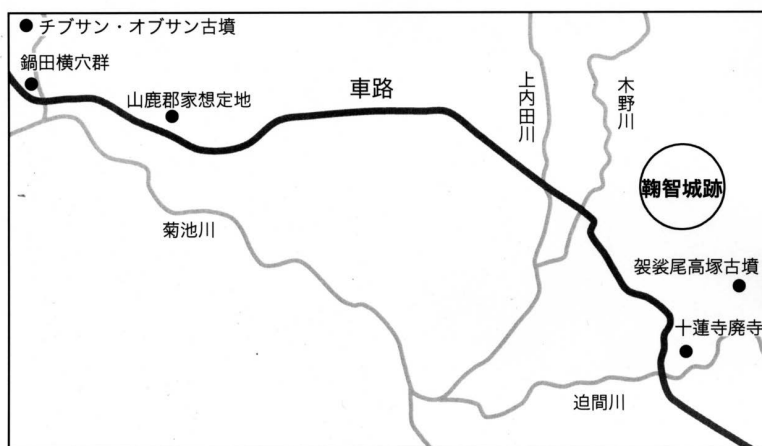 チブサン・オブサン古墳
鍋田横穴群
山鹿郡家想定地
車路
上内田川
木野川
鞠智城跡
菊池川
袈裟尾高塚古墳
十蓮寺廃寺
迫間川